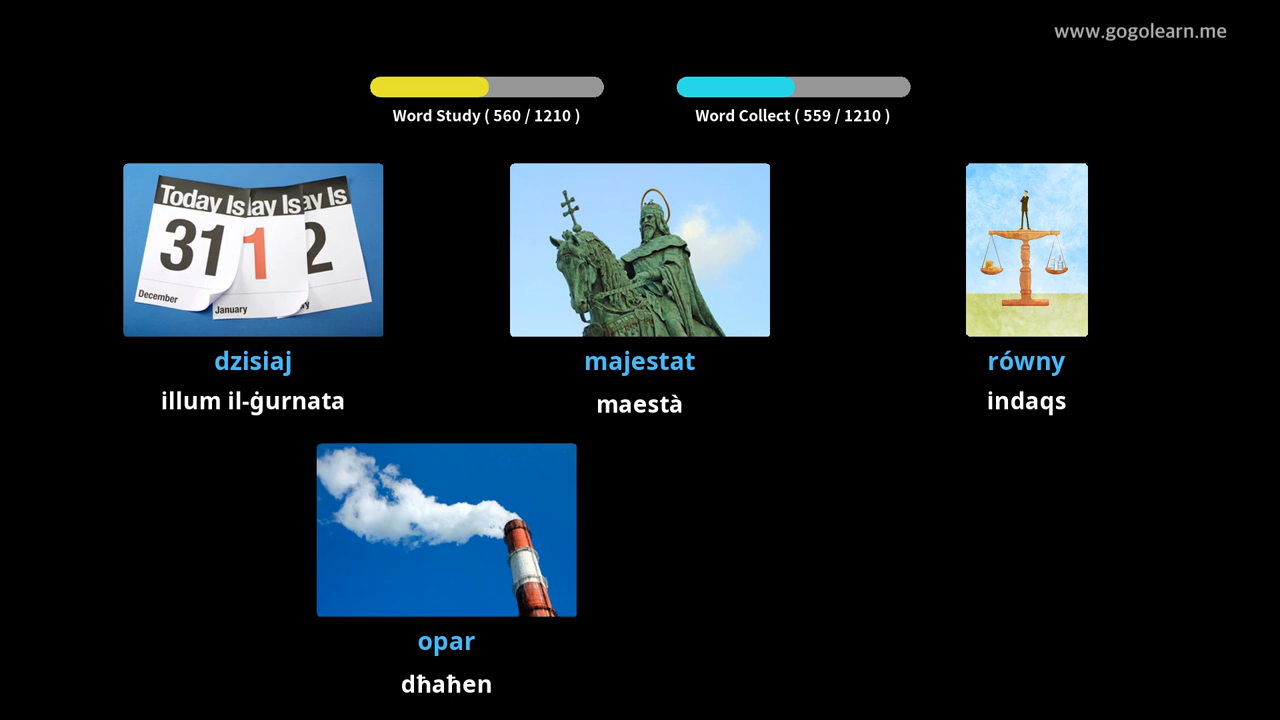 www.gogolearn.me
Word Study ( 560 / 1210 )
Word Collect ( 559 / 1210 )
Today Is
ay Is
ay Is
31
1
2
December
January
dzisiaj
illum il-ġurnata
majestat
maestà
równy
indaqs
opar
dħaħen